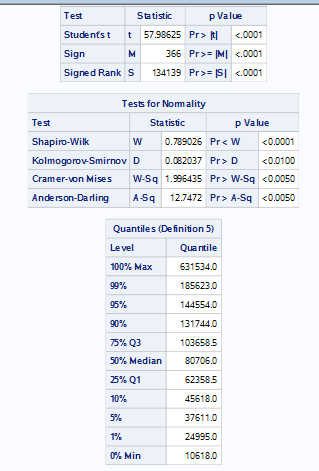 Test Statistic p Value
Student's t t 57.98625 Pr > |t| <.0001
Sign M 366 Pr >= |M| <.0001
Signed Rank S 134139 Pr >= |S| <.0001
Tests for Normality
Test Statistic p Value
Shapiro-Wilk W 0.789026 Pr < W <0.0001
Kolmogorov-Smirnov D 0.082037 Pr > D <0.0100
Cramer-von Mises W-Sq 1.996435 Pr > W-Sq <0.0050
Anderson-Darling A-Sq 12.7472 Pr > A-Sq <0.0050
Quantiles (Definition 5)
Level Quantile
100% Max 631534.0
99% 185623.0
95% 144554.0
90% 131744.0
75% Q3 103658.5
50% Median 80706.0
25% Q1 62358.5
10% 45618.0
5% 37611.0
1% 24995.0
0% Min 10618.0